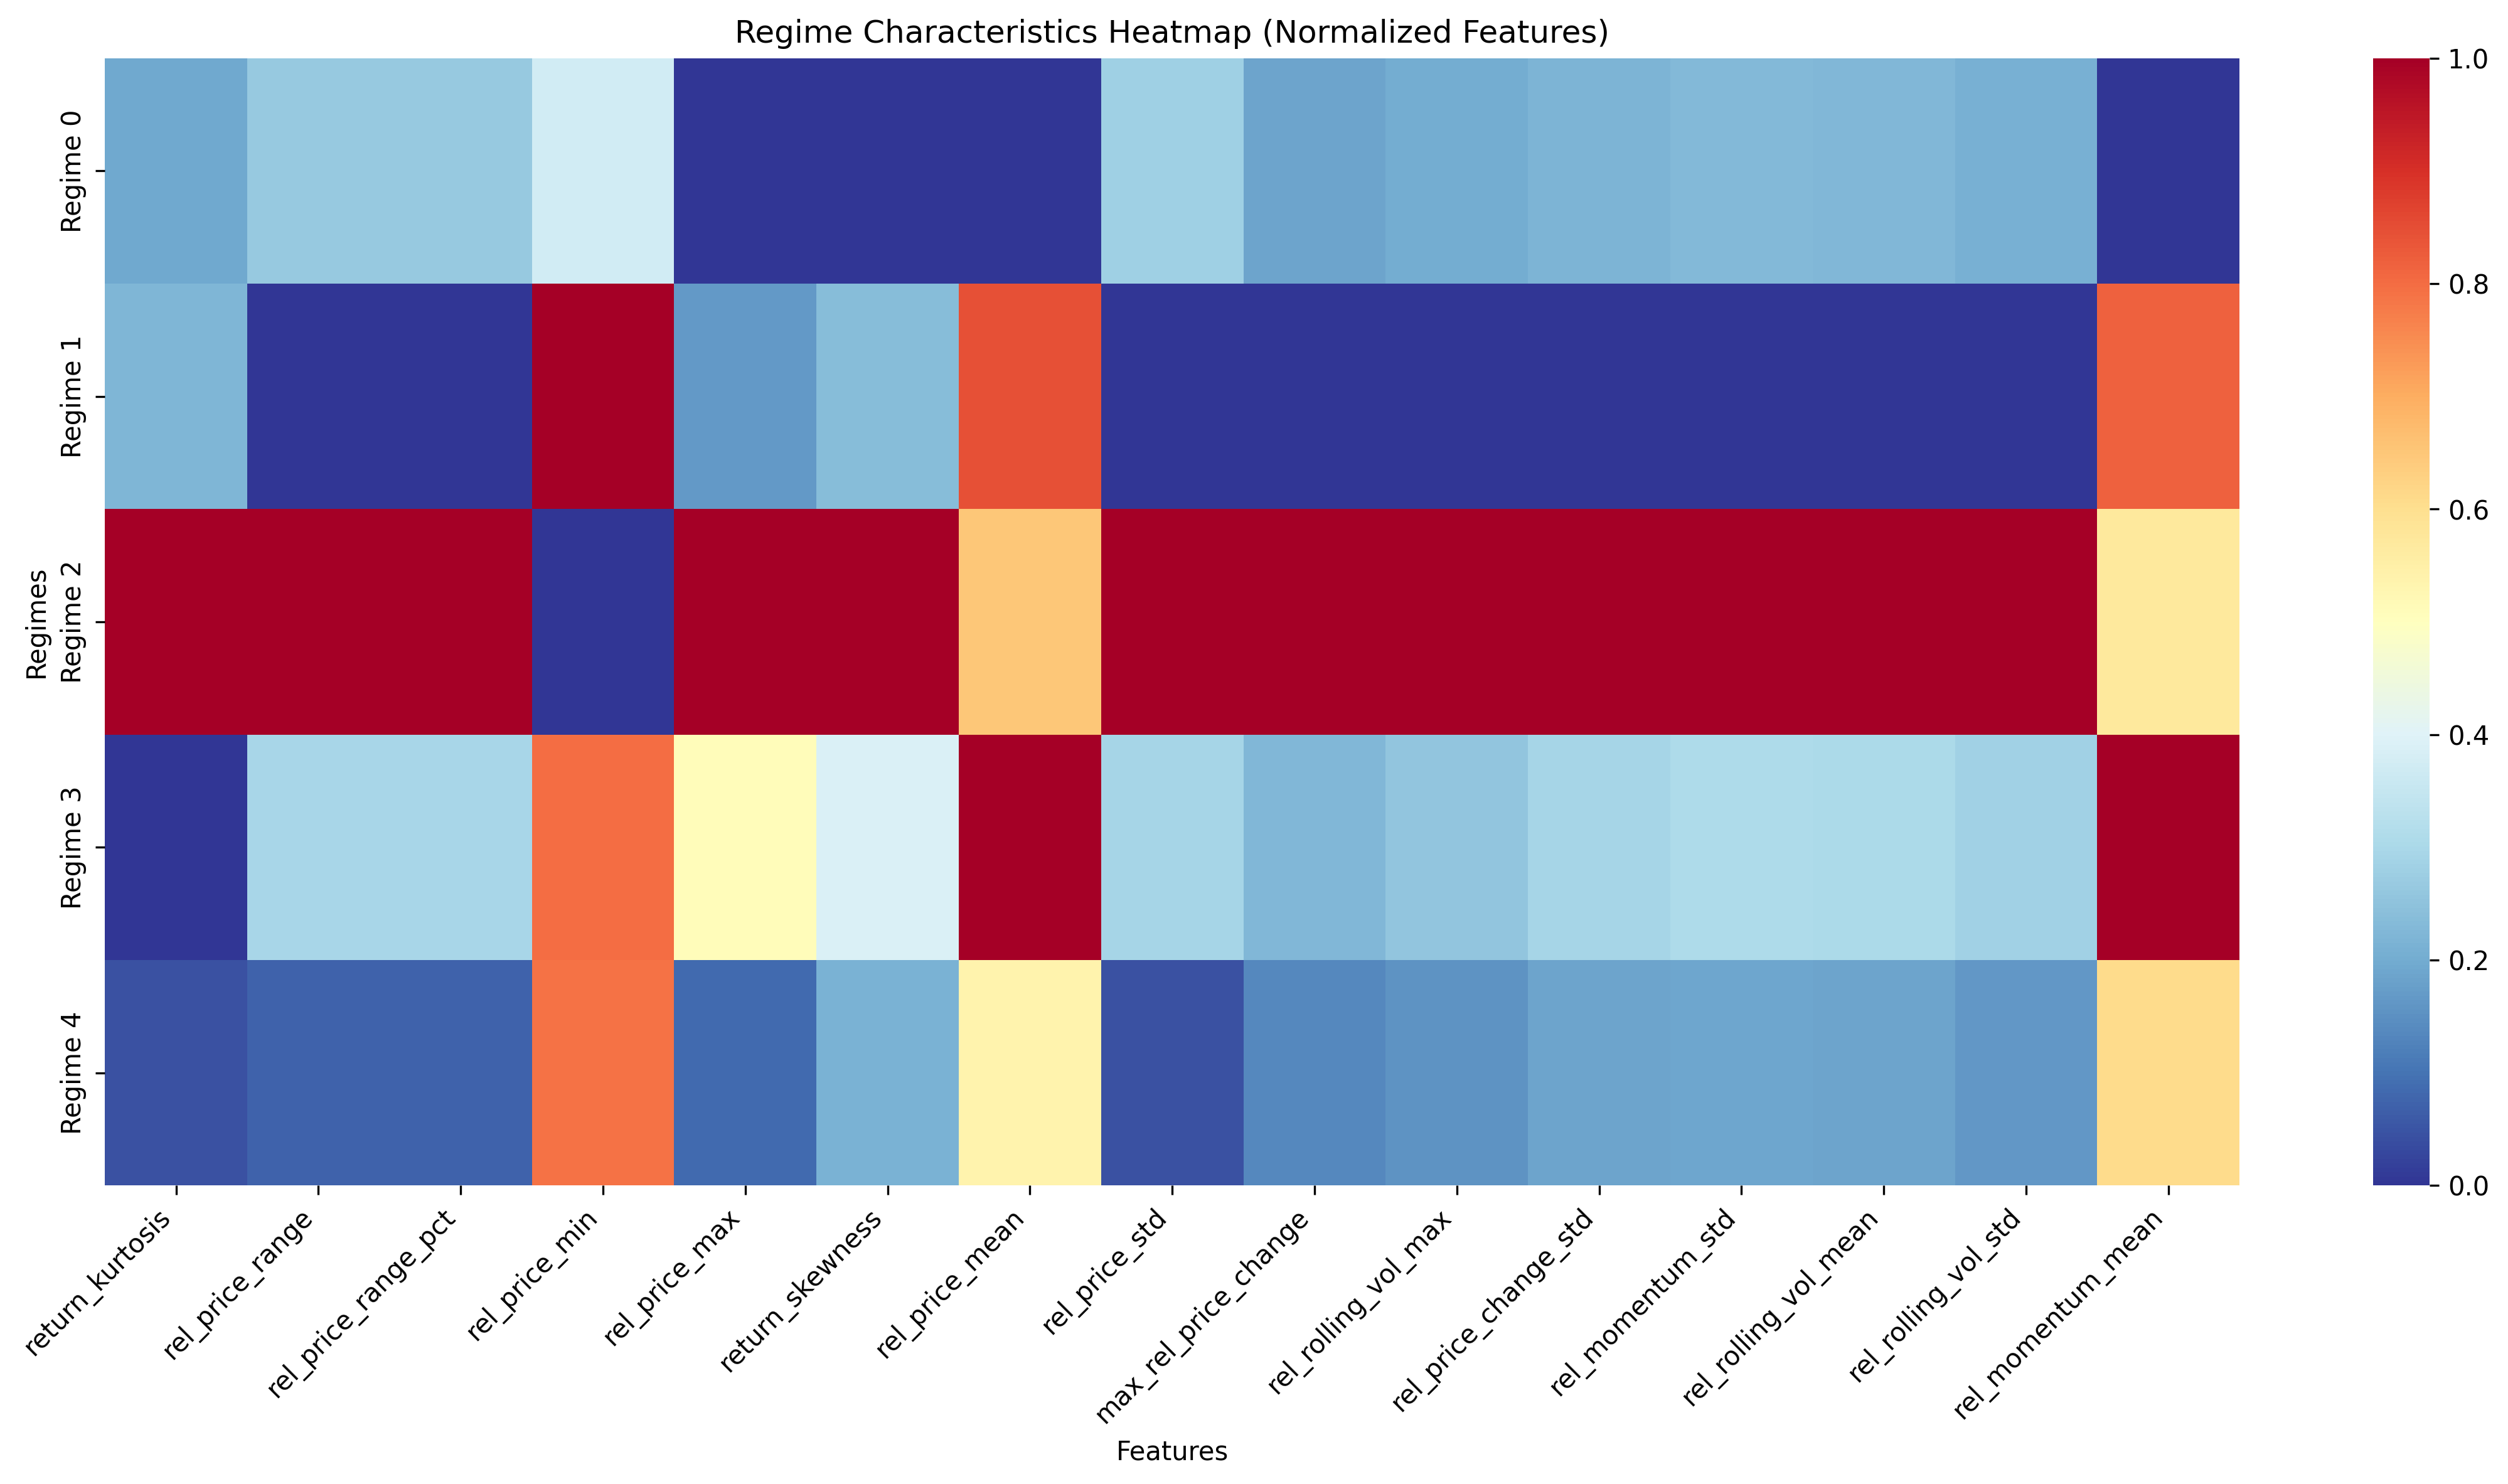 Regime Characteristics Heatmap (Normalized Features)
Regimes
Regime 0
Regime 1
Regime 2
Regime 3
Regime 4
return_kurtosis
rel_price_range
rel_price_range_pct
rel_price_min
rel_price_max
return_skewness
rel_price_mean
rel_price_std
max_rel_price_change
rel_rolling_vol_max
rel_price_change_std
rel_momentum_std
rel_rolling_vol_mean
rel_rolling_vol_std
rel_momentum_mean
Features
1.0
0.8
0.6
0.4
0.2
0.0